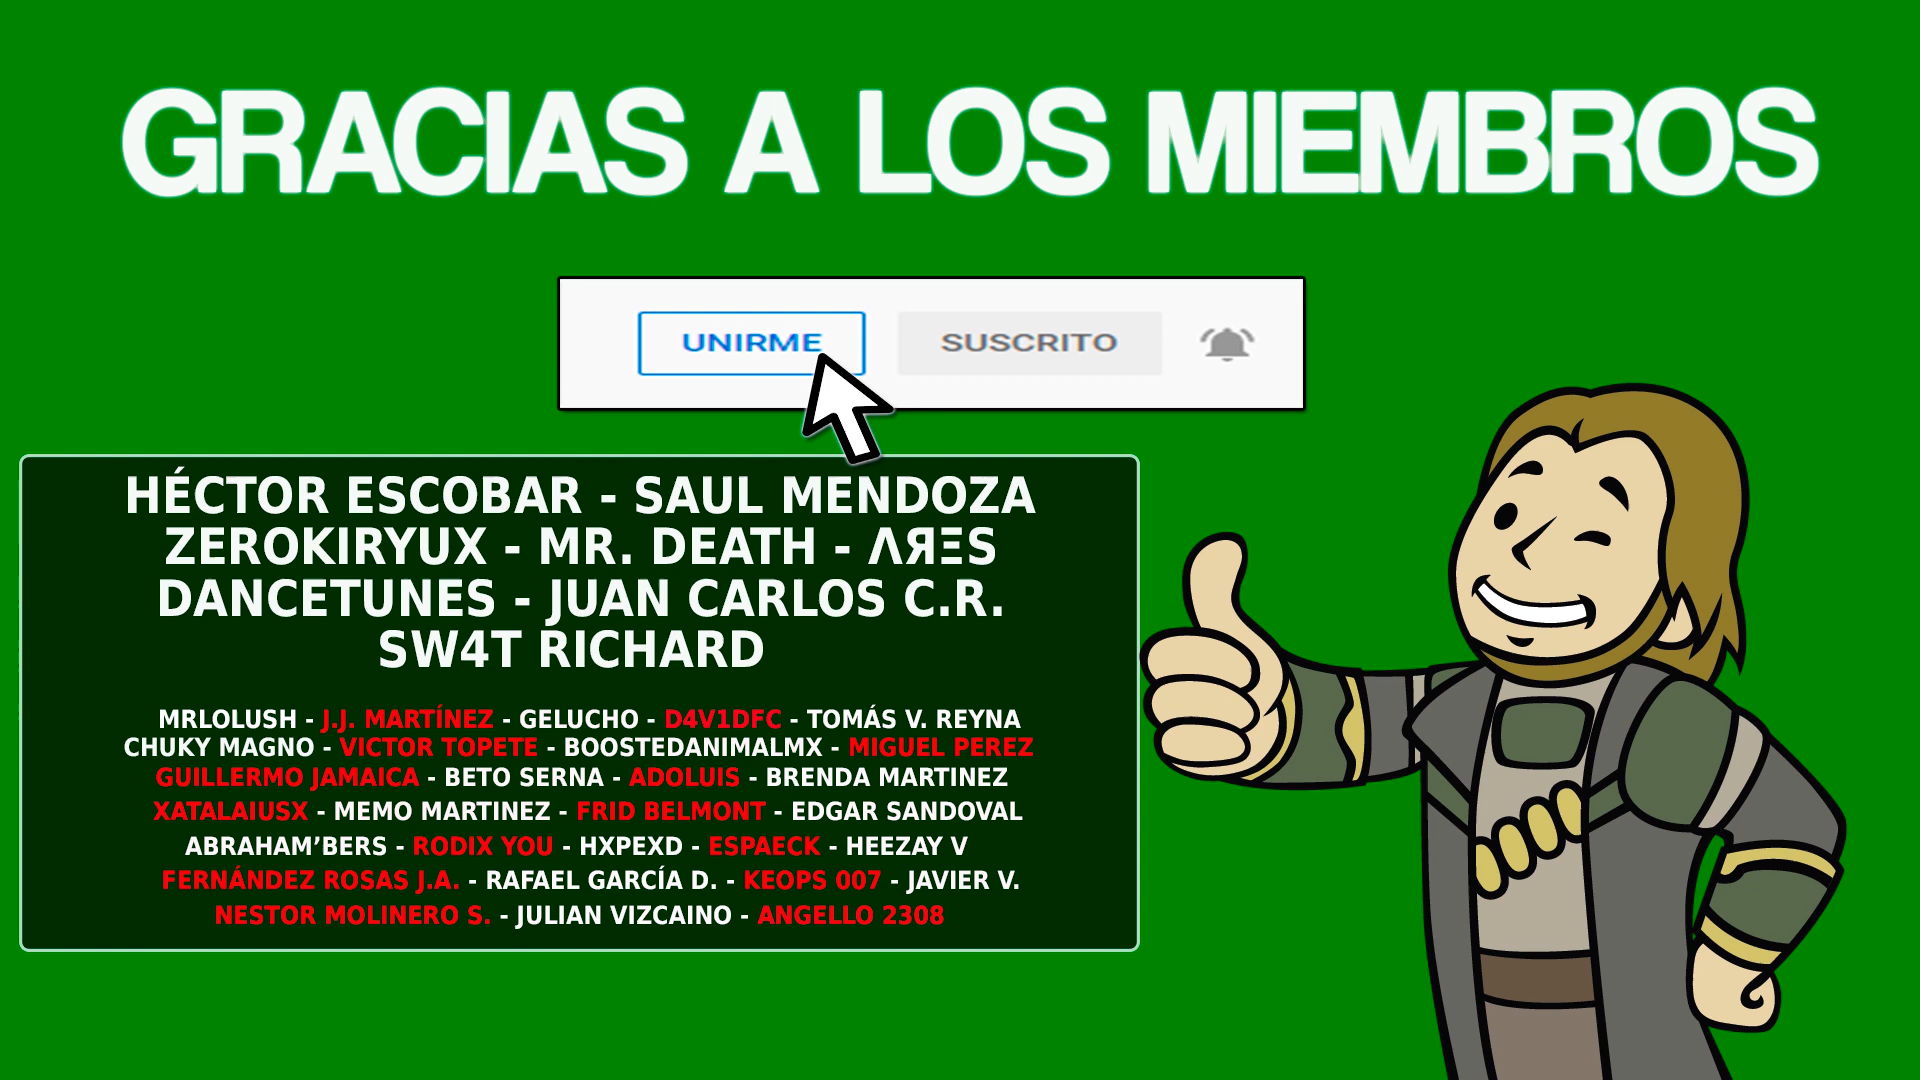 GRACIAS A LOS MIEMBROS
UNIRME SUSCRITO
HÉCTOR ESCOBAR - SAUL MENDOZA
ZEROKIRYUX - MR. DEATH - ΛЯΞS
DANCETUNES - JUAN CARLOS C.R.
SW4T RICHARD
MRLOLUSH - J.J. MARTÍNEZ - GELUCHO - D4V1DFC - TOMÁS V. REYNA
CHUKY MAGNO - VICTOR TOPETE - BOOSTEDANIMALMX - MIGUEL PEREZ
GUILLERMO JAMAICA - BETO SERNA - ADOLUIS - BRENDA MARTINEZ
XATALAIUSX - MEMO MARTINEZ - FRID BELMONT - EDGAR SANDOVAL
ABRAHAM’BERS - RODIX YOU - HXPEXD - ESPAECK - HEEZAY V
FERNÁNDEZ ROSAS J.A. - RAFAEL GARCÍA D. - KEOPS 007 - JAVIER V.
NESTOR MOLINERO S. - JULIAN VIZCAINO - ANGELLO 2308